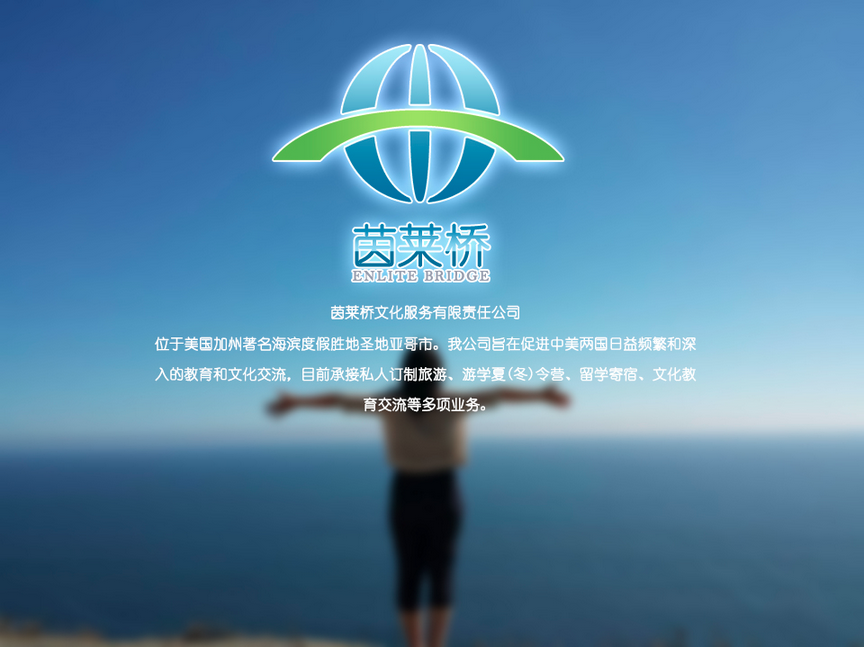 茵莱桥
ENLITE BRIDGE
茵莱桥文化服务有限责任公司
位于美国加州著名海滨度假胜地圣地亚哥市。我公司旨在促进中美两国日益频繁和深
入的教育和文化交流，目前承接私人订制旅游、游学夏(冬)令营、留学寄宿、文化教
育交流等多项业务。